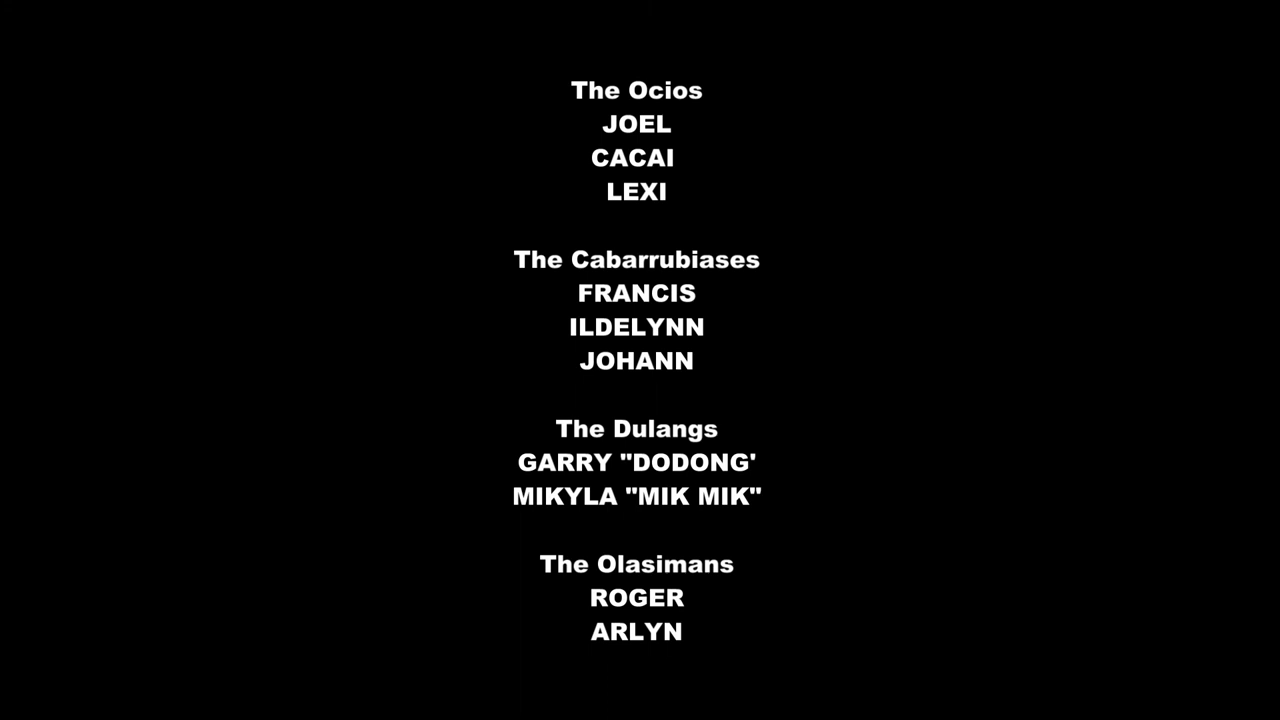 The Ocios
JOEL
CACAI
LEXI
The Cabarrubiases
FRANCIS
ILDELYNN
JOHANN
The Dulangs
GARRY "DODONG'
MIKYLA "MIK MIK"
The Olasimans
ROGER
ARLYN